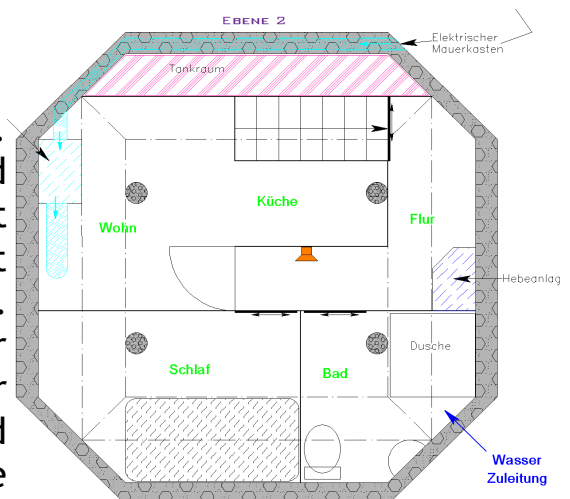 EBENE 2
Elektrischer
Mauerkasten
Tankraum
.
d
t
t
.
r
r
d
e
Küche
Wohn
Flur
Hebeanlag
Schlaf
Bad
Dusche
Wasser
Zuleitung